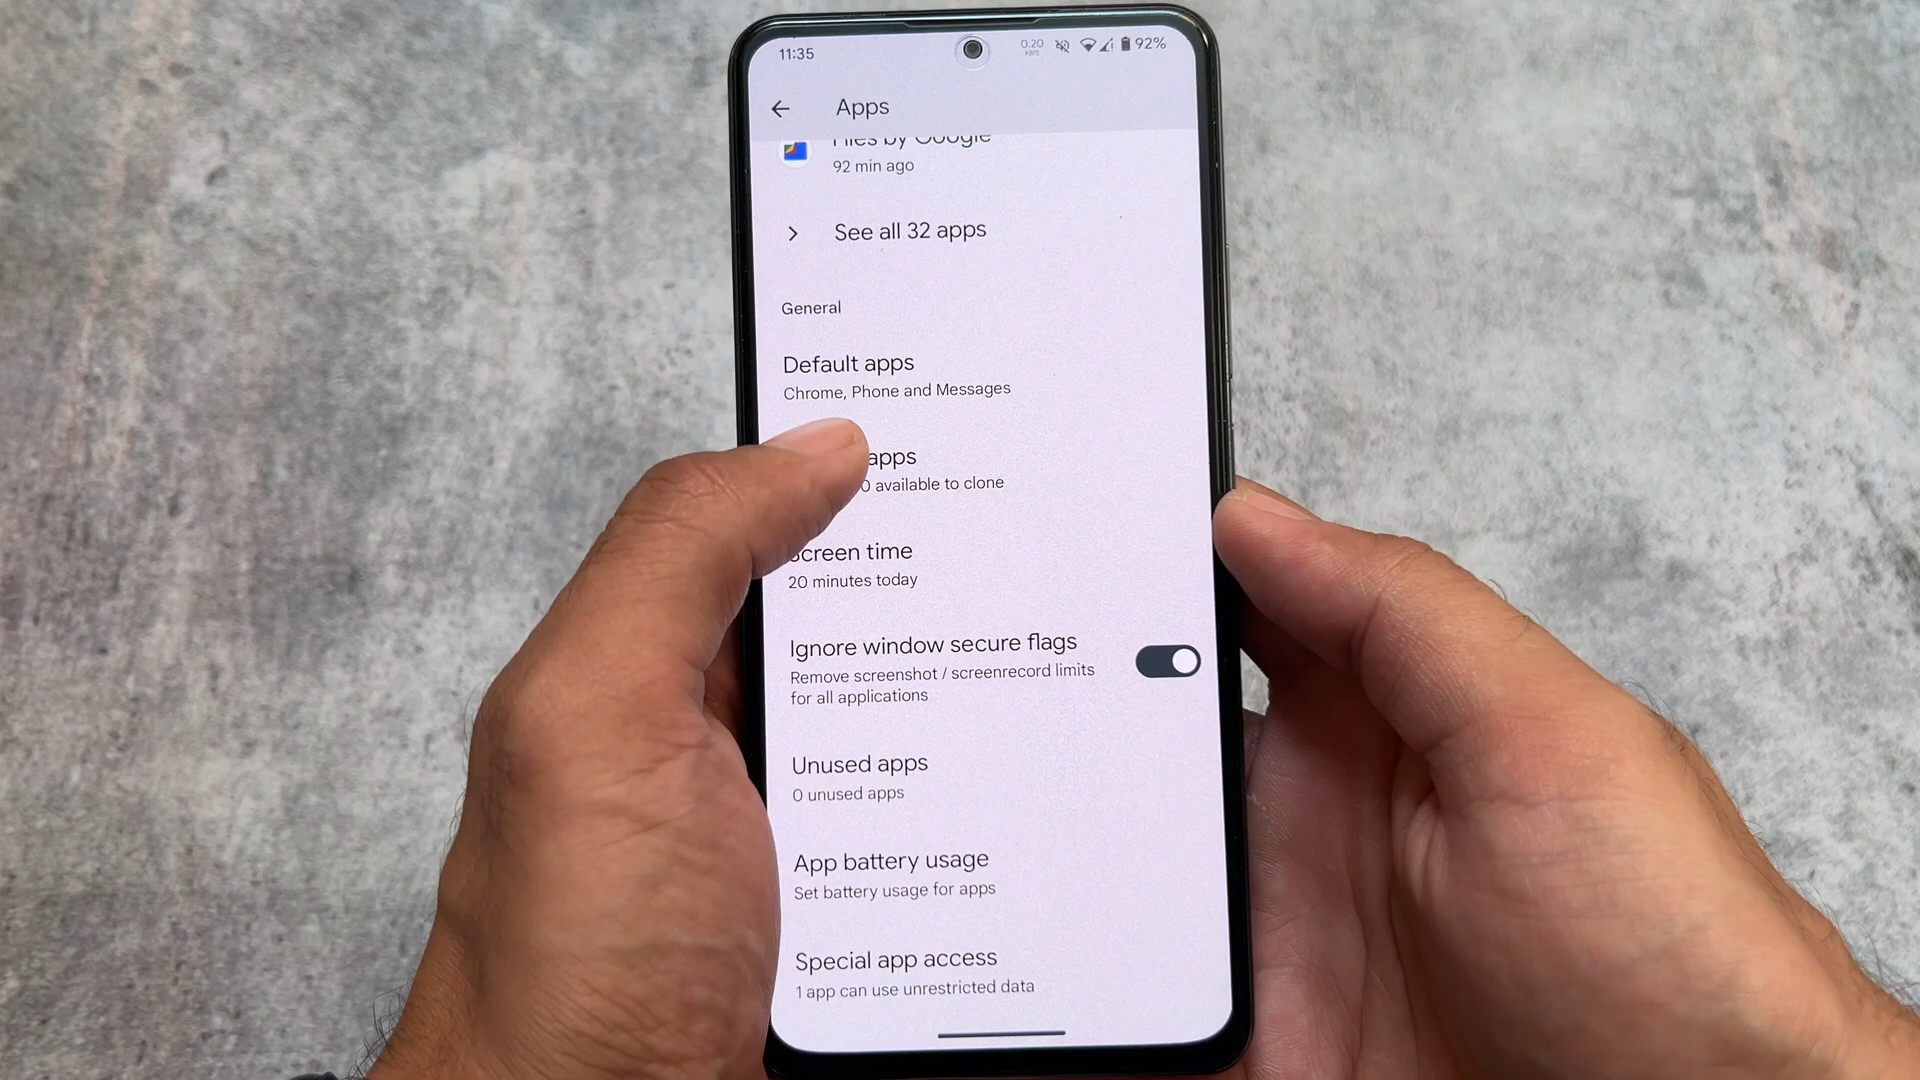 11:35
0.20
KB/S
92%
Apps
Files by Google
92 min ago
See all 32 apps
General
Default apps
Chrome, Phone and Messages
apps
0 available to clone
Screen time
20 minutes today
Ignore window secure flags
Remove screenshot / screenrecord limits
for all applications
Unused apps
0 unused apps
App battery usage
Set battery usage for apps
Special app access
1 app can use unrestricted data